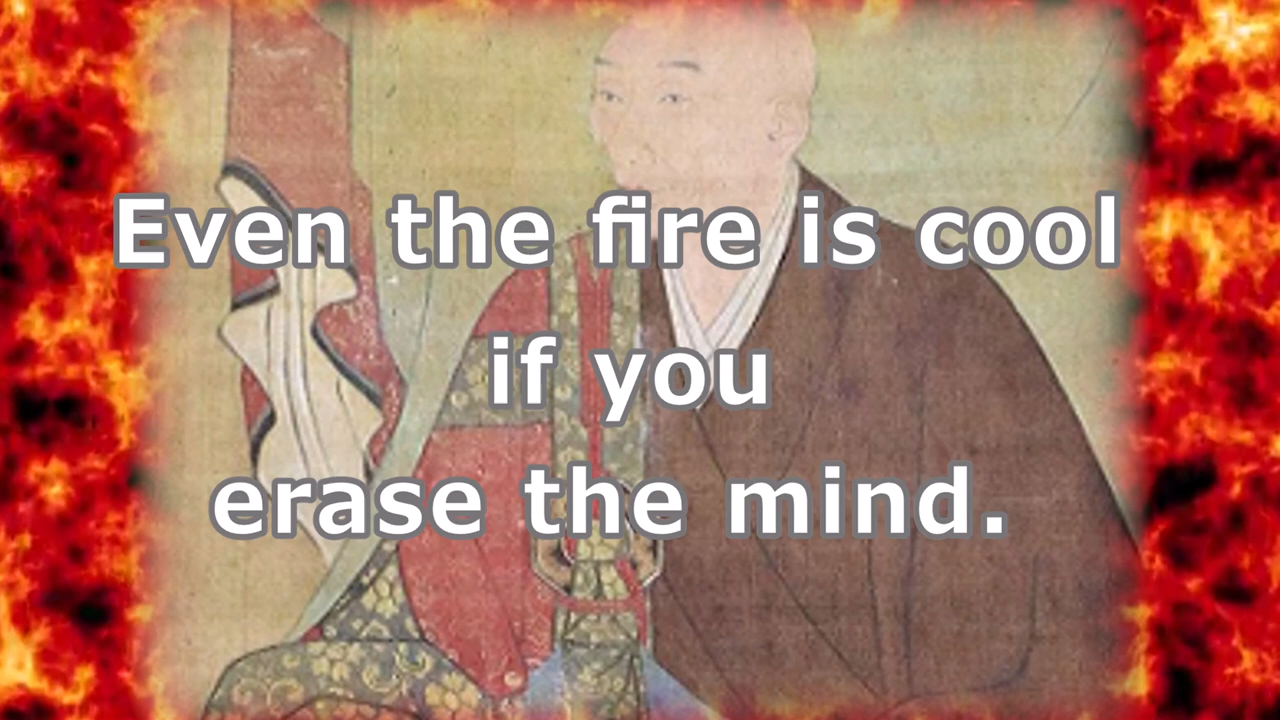 Even the fire is cool
if you
erase the mind.